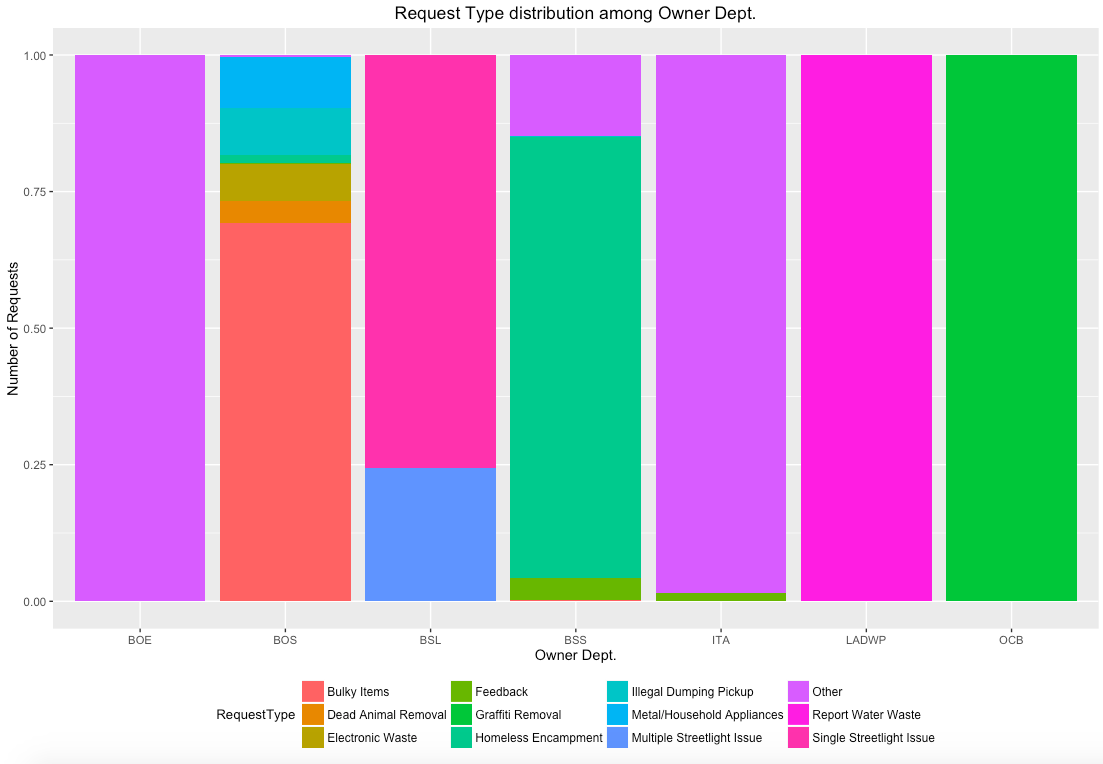 Request Type distribution among Owner Dept.
Number of Requests
1.00
0.75
0.50
0.25
0.00
BOE BOS BSL BSS ITA LADWP OCB
Owner Dept.
RequestType
Bulky Items Feedback Illegal Dumping Pickup Other
Dead Animal Removal Graffiti Removal Metal/Household Appliances Report Water Waste
Electronic Waste Homeless Encampment Multiple Streetlight Issue Single Streetlight Issue